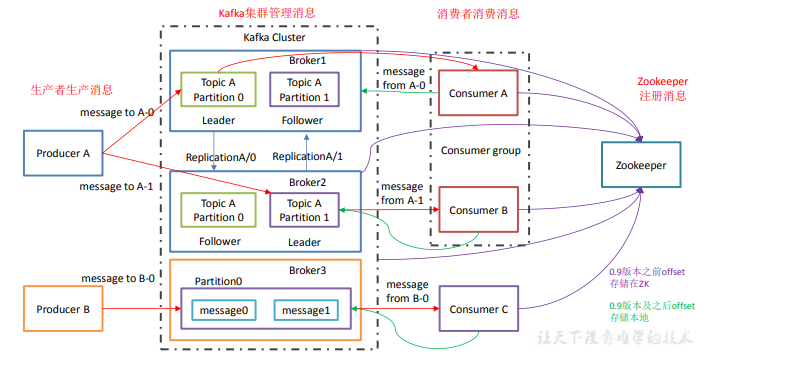 Kafka集群管理消息
消费者消费消息
Kafka Cluster
Zookeeper
注册消息
生产者生产消息
Broker1
Topic A
Partition 0
Topic A
Partition 1
Leader
Follower
message
from A-0
Consumer A
message to A-0
Producer A
ReplicationA/0
ReplicationA/1
Consumer group
Zookeeper
message to A-1
Broker2
Topic A
Partition 0
Topic A
Partition 1
Follower
Leader
message
from A-1
Consumer B
Broker3
Partition0
message0
message1
message to B-0
Producer B
message
from B-0
Consumer C
0.9版本之前offset
存储在ZK
0.9版本及之后offset
存储本地
让天下没有难学的技术